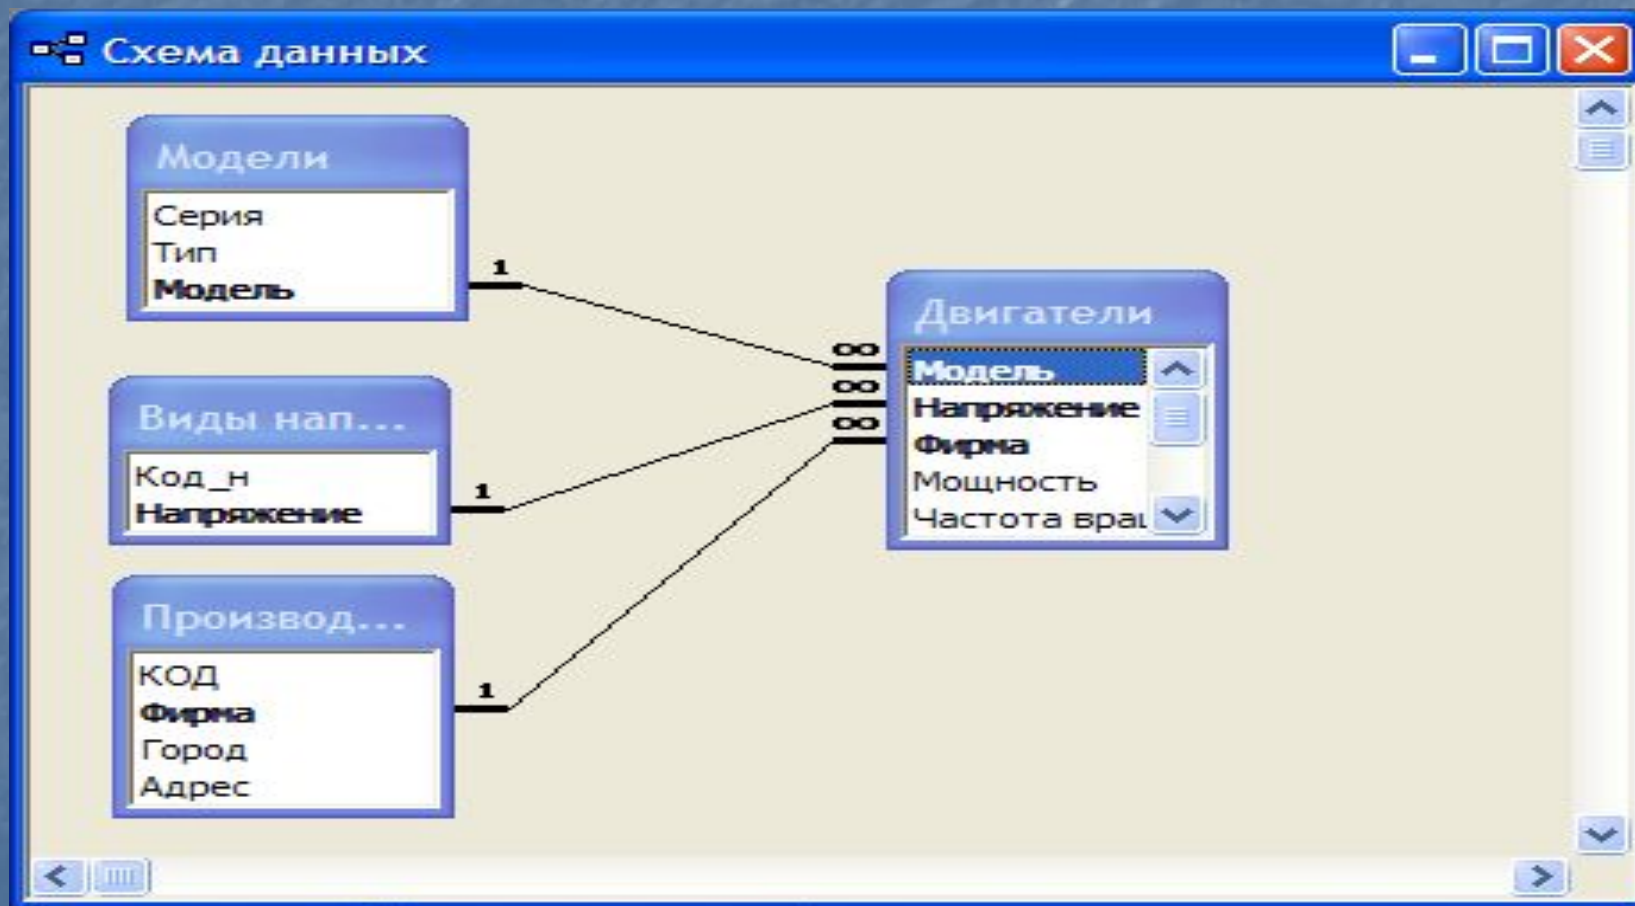 Схема данных
Модели
Серия
Тип
Модель
1
Виды нап...
Код_н
Напряжение
1
Производ...
КОД
Фирма
Город
Адрес
1
Двигатели
∞
Модель
∞
Напряжение
∞
Фирма
Мощность
Частота вращ